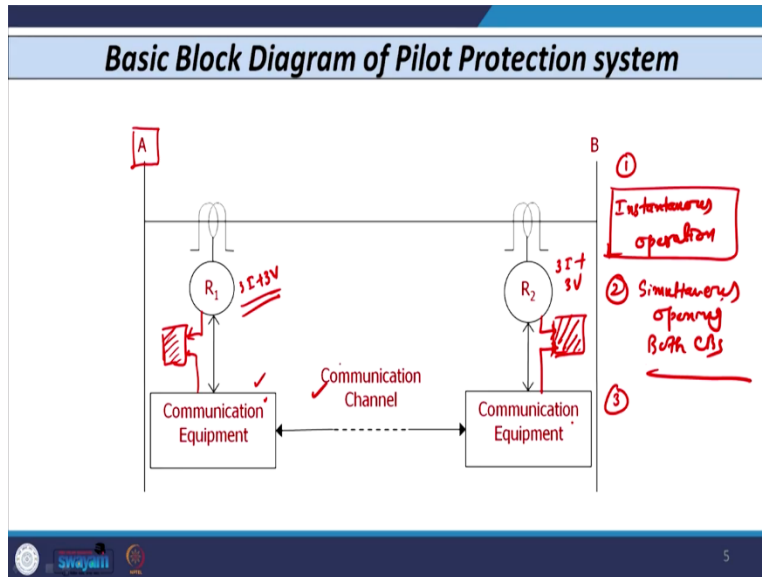 Basic Block Diagram of Pilot Protection system
A
B
①
Instantaneous
operation
R1
3I+3V
R2
3I+
3V
② Simultaneous
opening
Both CBs
Communication
Channel
③
Communication
Equipment
Communication
Equipment
swayam
5